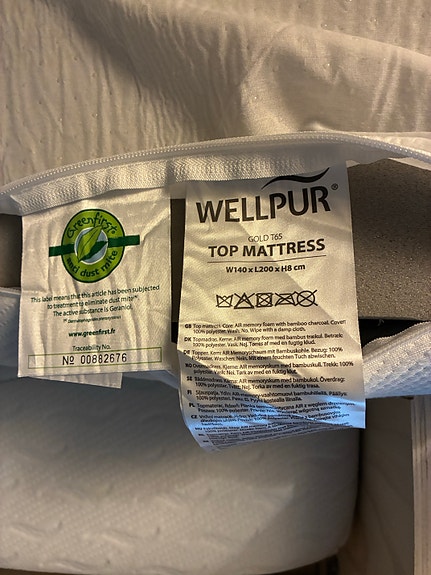 Greenfirst
anti dust mites
This label means that this article has been subjected
to treatment to eliminate dust mite
The active substance is Geraniol.
www.greenfirst.fr
Traceability No.
Nº 00882676
WELLPUR®
GOLD T65
TOP MATTRESS
W140 x L200 x H8 cm
GB Top mattress. Core: AIR memory foam with bamboo charcoal. Cover:
100% polyester. Wash: No. Wipe with a damp cloth.
DK Topmadras. Kerne: AIR memory foam med bambus trækul. Betræk:
100% polyester. Vask: Nej. Tørres af med en fugtig klud.
DE Topper. Kern: AIR Memoryschaum mit Bambuskohle. Bezug: 100%
Polyester. Waschen: Nein. Mit einem feuchten Tuch abwischen.
NO Overmadrass. Kjerne: AIR memoryskum med bambuskull. Trekk: 100%
polyester. Vask: Nei. Tørk av med en fuktig klut.
SE Bäddmadrass. Kärna: AIR memoryskum med bambukol. Överdrag:
100% polyester. Tvätt: Nej. Torka av med en fuktig trasa.
FI
PL
CZ
HU